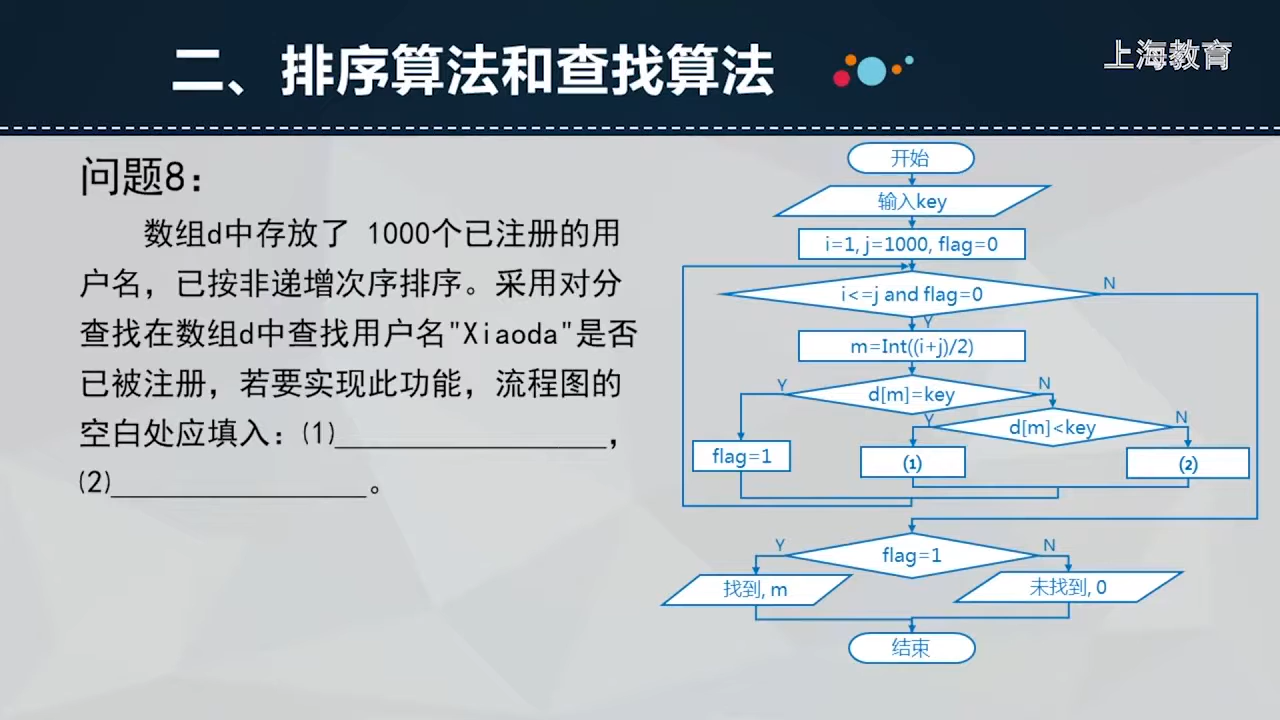 二、排序算法和查找算法
上海教育
问题8：
数组d中存放了 1000个已注册的用
户名，已按非递增次序排序。采用对分
查找在数组d中查找用户名"Xiaoda"是否
已被注册，若要实现此功能，流程图的
空白处应填入：(1)________________，
(2)_______________。
开始
输入key
i=1, j=1000, flag=0
i<=j and flag=0
N
Y
m=Int((i+j)/2)
d[m]=key
Y
N
d[m]<key
Y
N
flag=1
(1)
(2)
flag=1
Y
N
找到, m
未找到, 0
结束